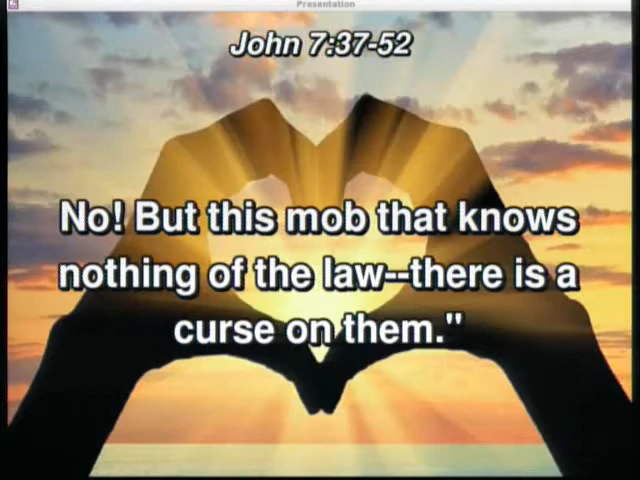 Presentation
John 7:37-52
No! But this mob that knows
nothing of the law--there is a
curse on them."